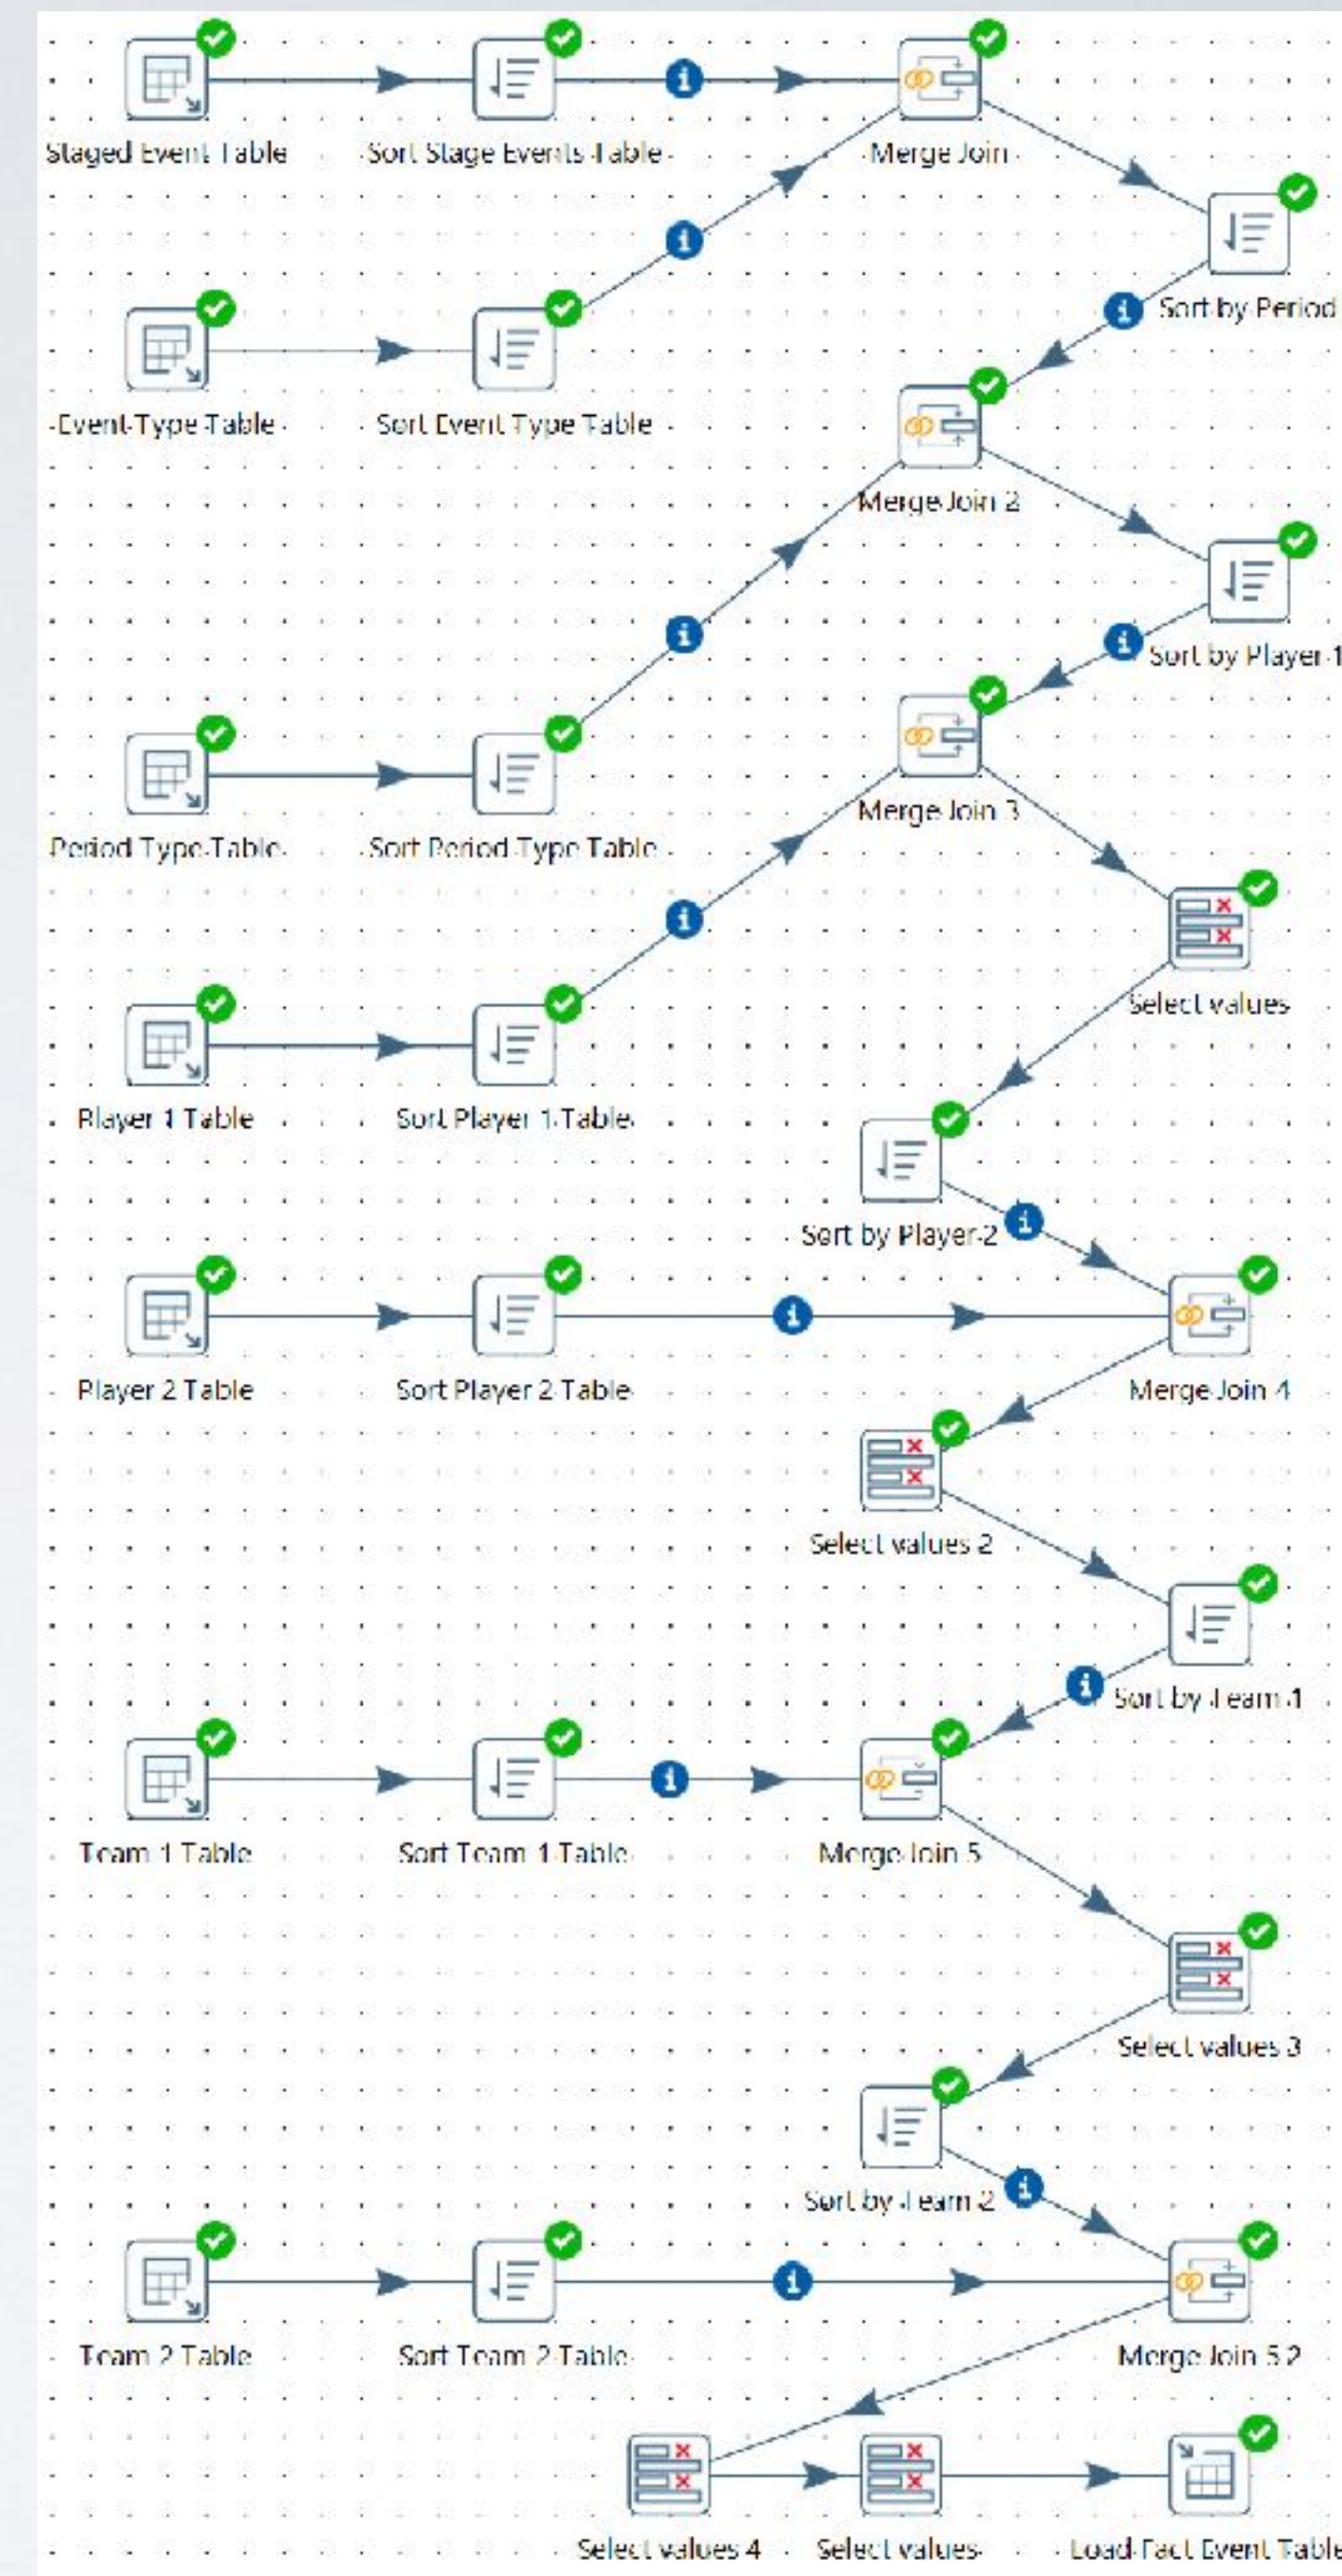 Staged Event Table
Sort Stage Events Table
Merge Join
Sort by Period
Event Type Table
Sort Event Type Table
Merge Join 2
Sort by Player 1
Merge Join 3
Period Type Table
Sort Period Type Table
Select values
Player 1 Table
Sort Player 1 Table
Sort by Player 2
Player 2 Table
Sort Player 2 Table
Merge Join 4
Select values 2
Sort by Team 1
Team 1 Table
Sort Team 1 Table
Merge Join 5
Select values 3
Sort by Team 2
Team 2 Table
Sort Team 2 Table
Merge Join 5 2
Select values 4
Select values
Load Fact Event Table